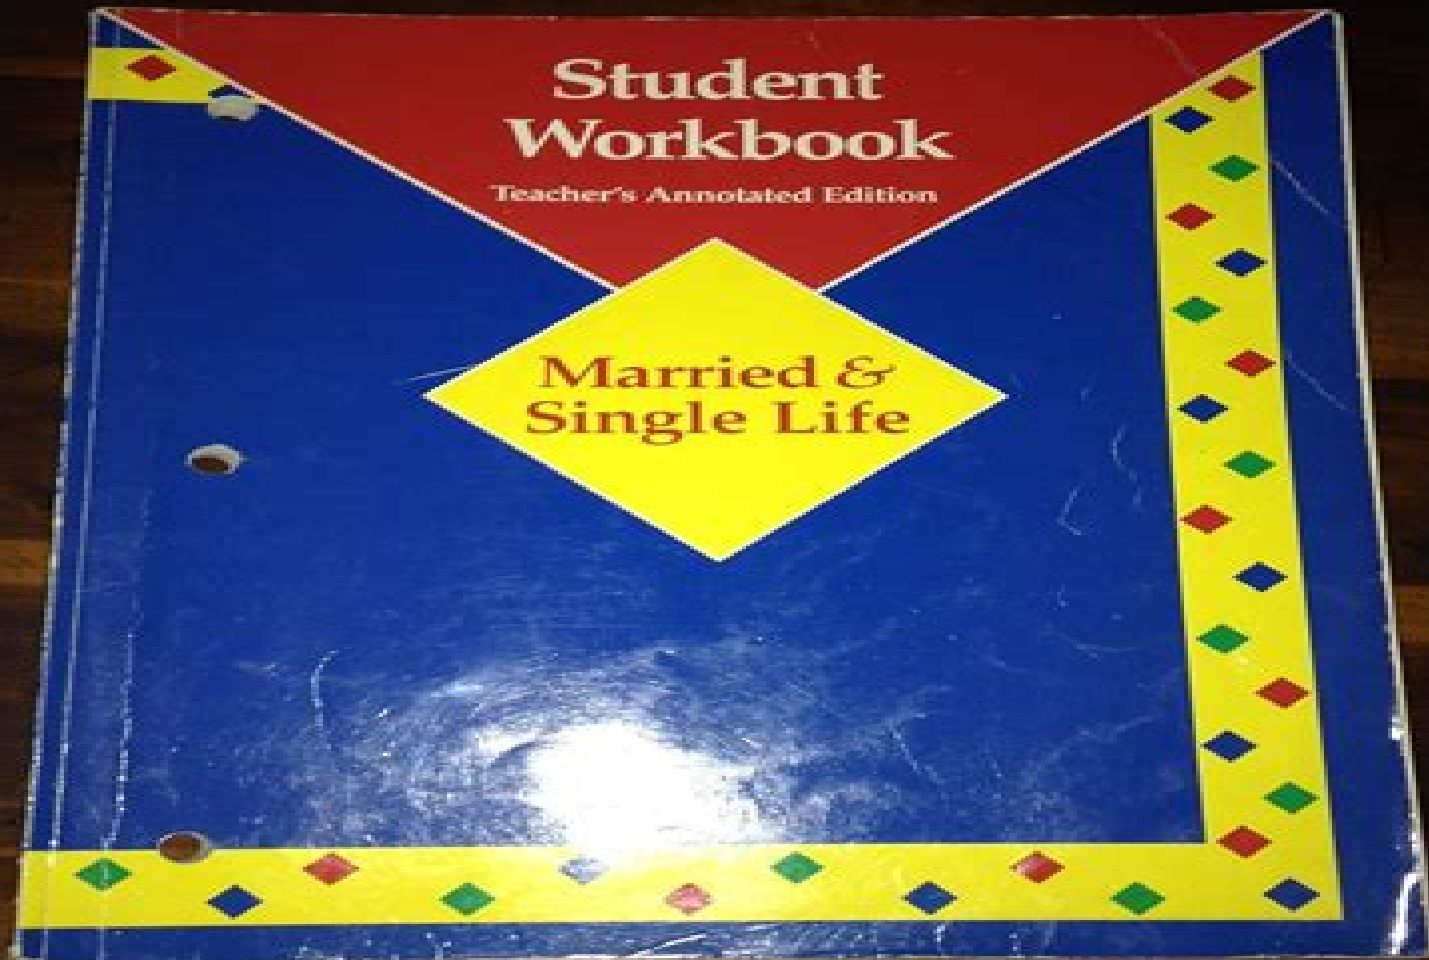 Student
Workbook
Teacher's Annotated Edition
Married &
Single Life